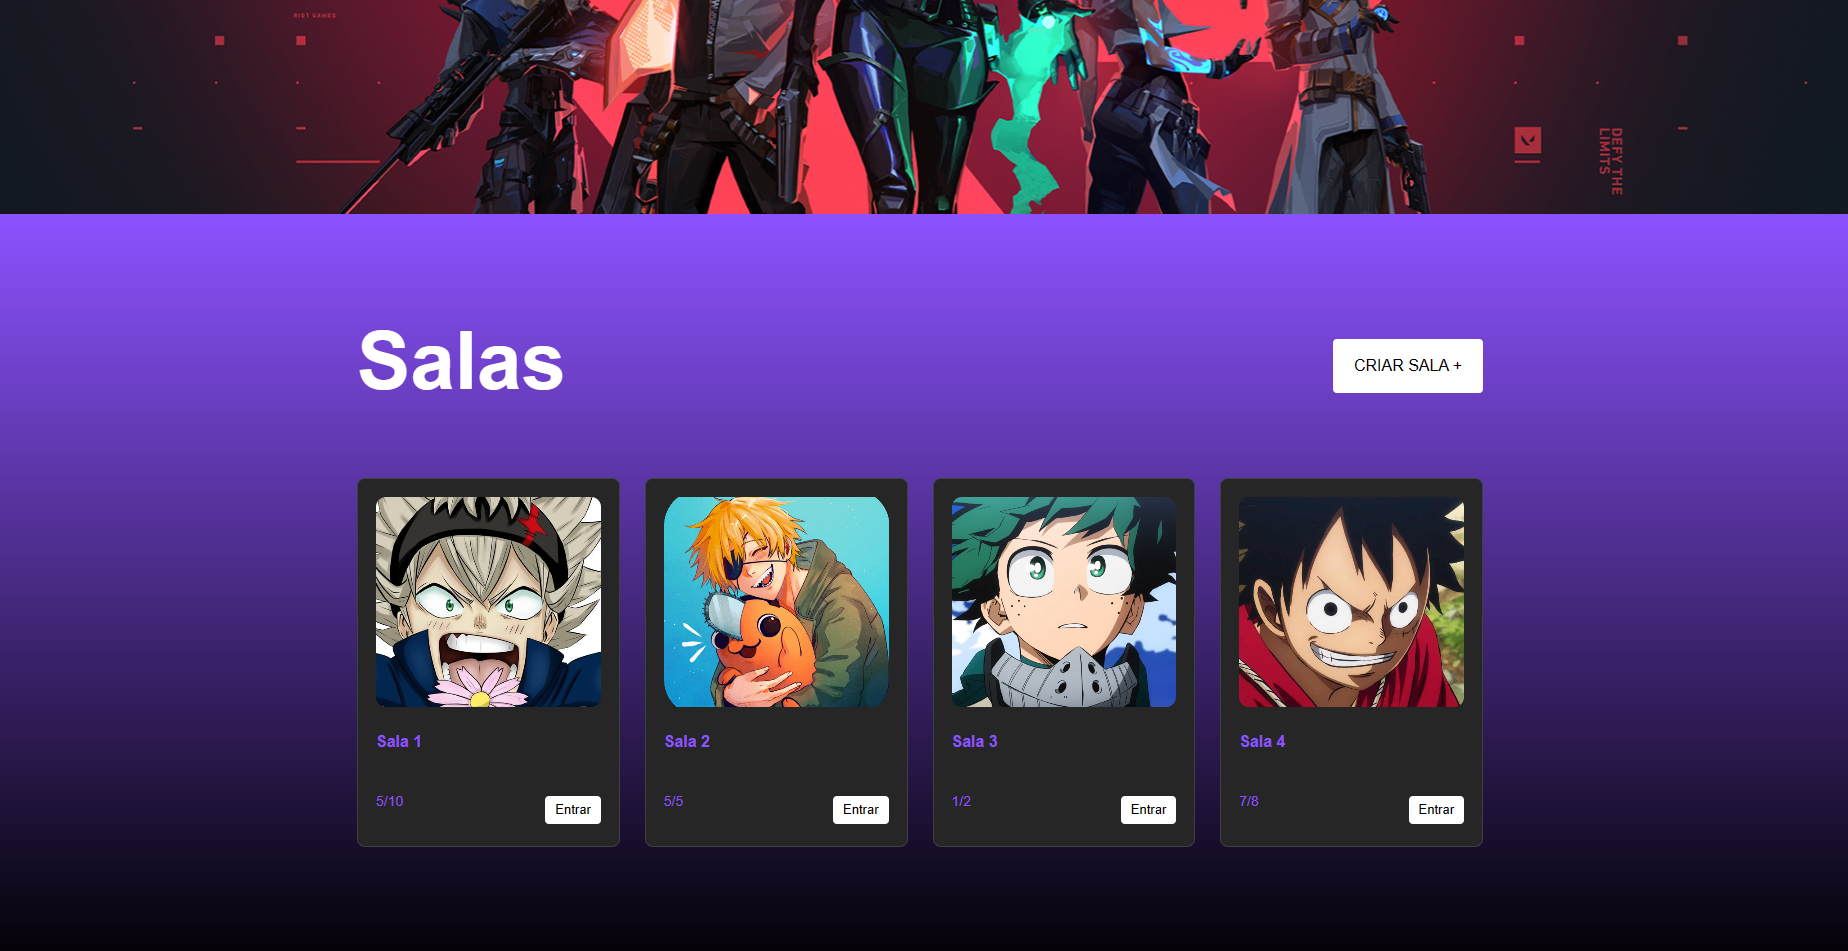 RIOT GAMES
DEFY THE
LIMITS
Salas
CRIAR SALA +
Sala 1
5/10
Entrar
Sala 2
5/5
Entrar
Sala 3
1/2
Entrar
Sala 4
7/8
Entrar